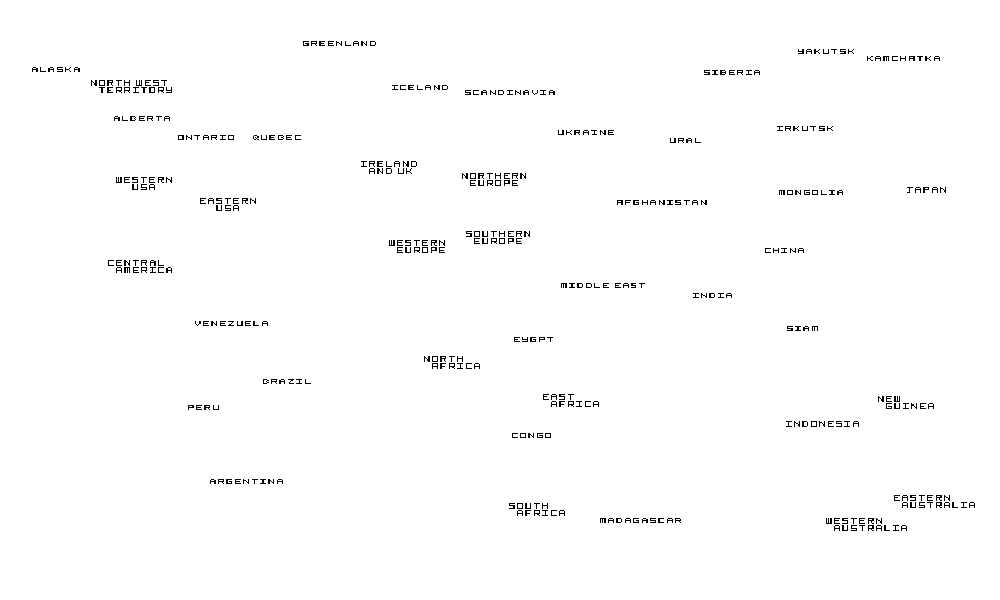 GREENLAND
YAKUTSK
KAMCHATKA
ALASKA
SIBERIA
NORTH WEST
TERRITORY
ICELAND
SCANDINAVIA
ALBERTA
ONTARIO
QUEBEC
UKRAINE
URAL
IRKUTSK
IRELAND
AND UK
NORTHERN
EUROPE
WESTERN
USA
EASTERN
USA
AFGHANISTAN
MONGOLIA
JAPAN
WESTERN
EUROPE
SOUTHERN
EUROPE
CHINA
CENTRAL
AMERICA
MIDDLE EAST
INDIA
VENEZUELA
SIAM
EYGPT
NORTH
AFRICA
BRAZIL
PERU
EAST
AFRICA
NEW
GUINEA
INDONESIA
CONGO
ARGENTINA
SOUTH
AFRICA
MADAGASCAR
EASTERN
AUSTRALIA
WESTERN
AUSTRALIA